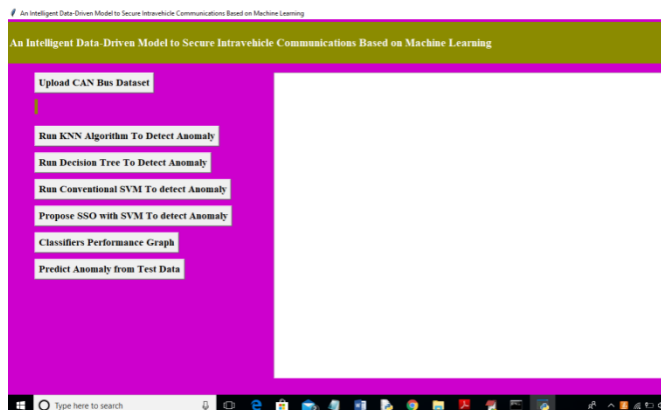 An Intelligent Data-Driven Model to Secure Intravehicle Communications Based on Machine Learning
An Intelligent Data-Driven Model to Secure Intravehicle Communications Based on Machine Learning
Upload CAN Bus Dataset
Run KNN Algorithm To Detect Anomaly
Run Decision Tree To Detect Anomaly
Run Conventional SVM To detect Anomaly
Propose SSO with SVM To detect Anomaly
Classifiers Performance Graph
Predict Anomaly from Test Data
Type here to search